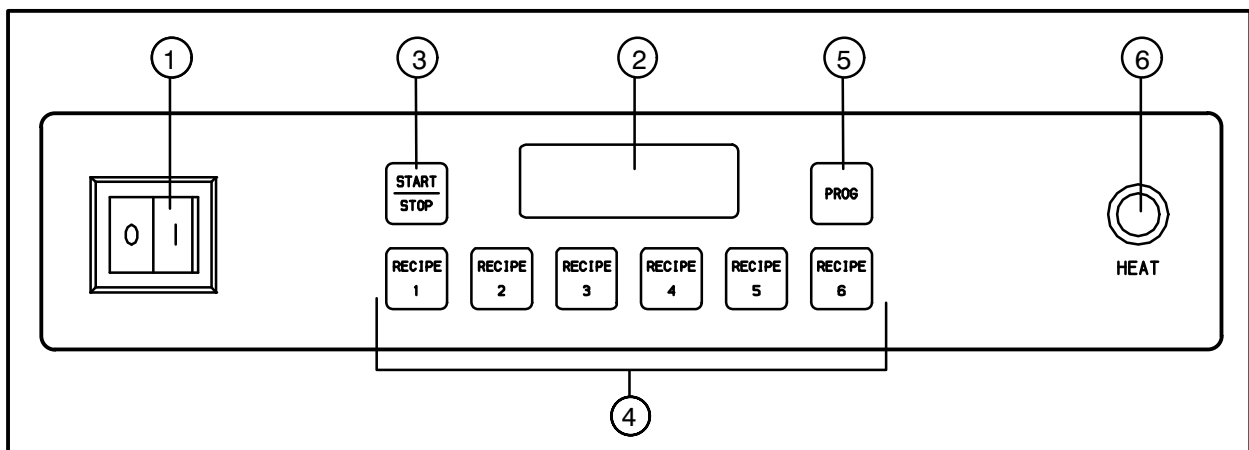 1 3 2 5 6
START
STOP
PROG
0 I
RECIPE
1
RECIPE
2
RECIPE
3
RECIPE
4
RECIPE
5
RECIPE
6
HEAT
4